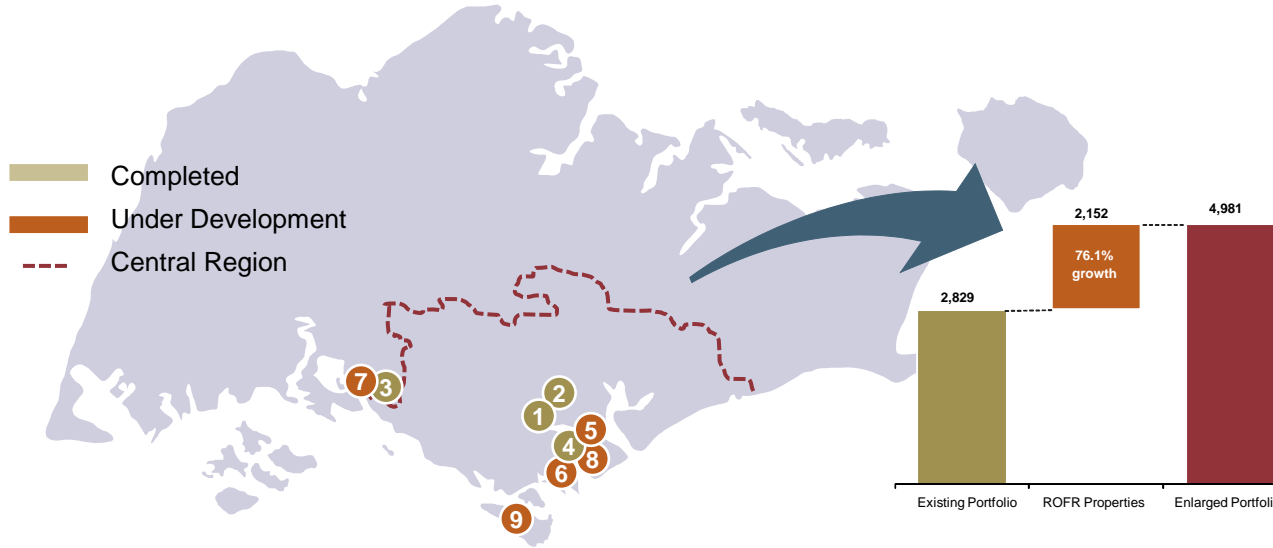 Completed
Under Development
Central Region
7
3
2
1
5
4
8
6
9
2,829
2,152
4,981
76.1%
growth
Existing Portfolio
ROFR Properties
Enlarged Portfoli